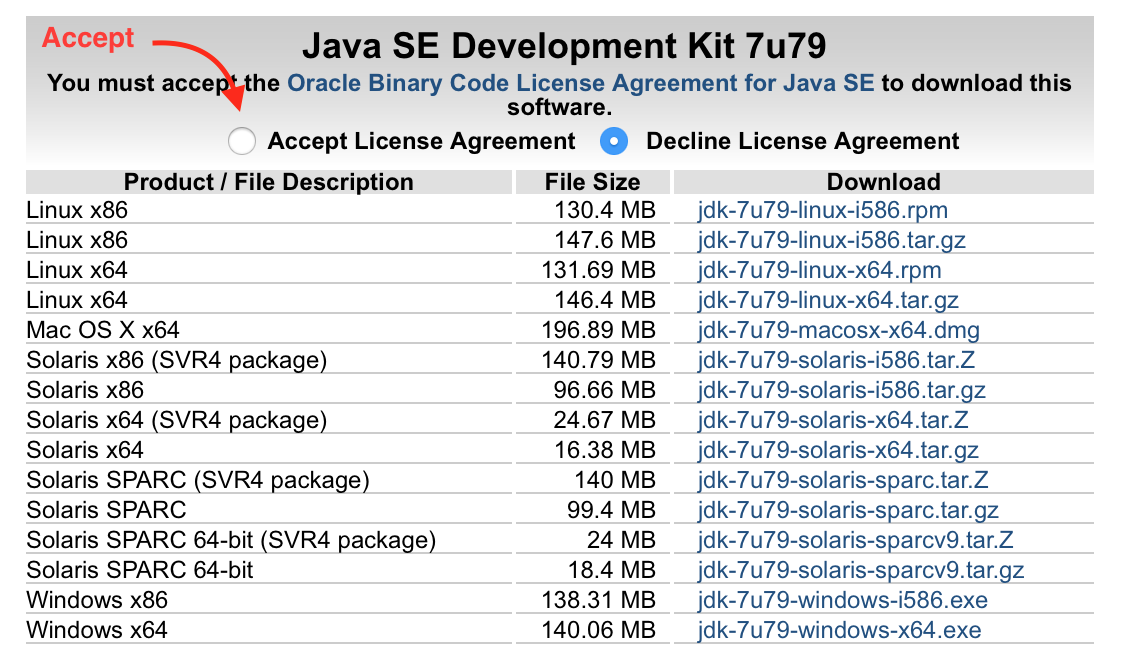 Accept
Java SE Development Kit 7u79
You must accept the Oracle Binary Code License Agreement for Java SE to download this
software.
Accept License Agreement Decline License Agreement
Product / File Description File Size Download
Linux x86 130.4 MB jdk-7u79-linux-i586.rpm
Linux x86 147.6 MB jdk-7u79-linux-i586.tar.gz
Linux x64 131.69 MB jdk-7u79-linux-x64.rpm
Linux x64 146.4 MB jdk-7u79-linux-x64.tar.gz
Mac OS X x64 196.89 MB jdk-7u79-macosx-x64.dmg
Solaris x86 (SVR4 package) 140.79 MB jdk-7u79-solaris-i586.tar.Z
Solaris x86 96.66 MB jdk-7u79-solaris-i586.tar.gz
Solaris x64 (SVR4 package) 24.67 MB jdk-7u79-solaris-x64.tar.Z
Solaris x64 16.38 MB jdk-7u79-solaris-x64.tar.gz
Solaris SPARC (SVR4 package) 140 MB jdk-7u79-solaris-sparc.tar.Z
Solaris SPARC 99.4 MB jdk-7u79-solaris-sparc.tar.gz
Solaris SPARC 64-bit (SVR4 package) 24 MB jdk-7u79-solaris-sparcv9.tar.Z
Solaris SPARC 64-bit 18.4 MB jdk-7u79-solaris-sparcv9.tar.gz
Windows x86 138.31 MB jdk-7u79-windows-i586.exe
Windows x64 140.06 MB jdk-7u79-windows-x64.exe